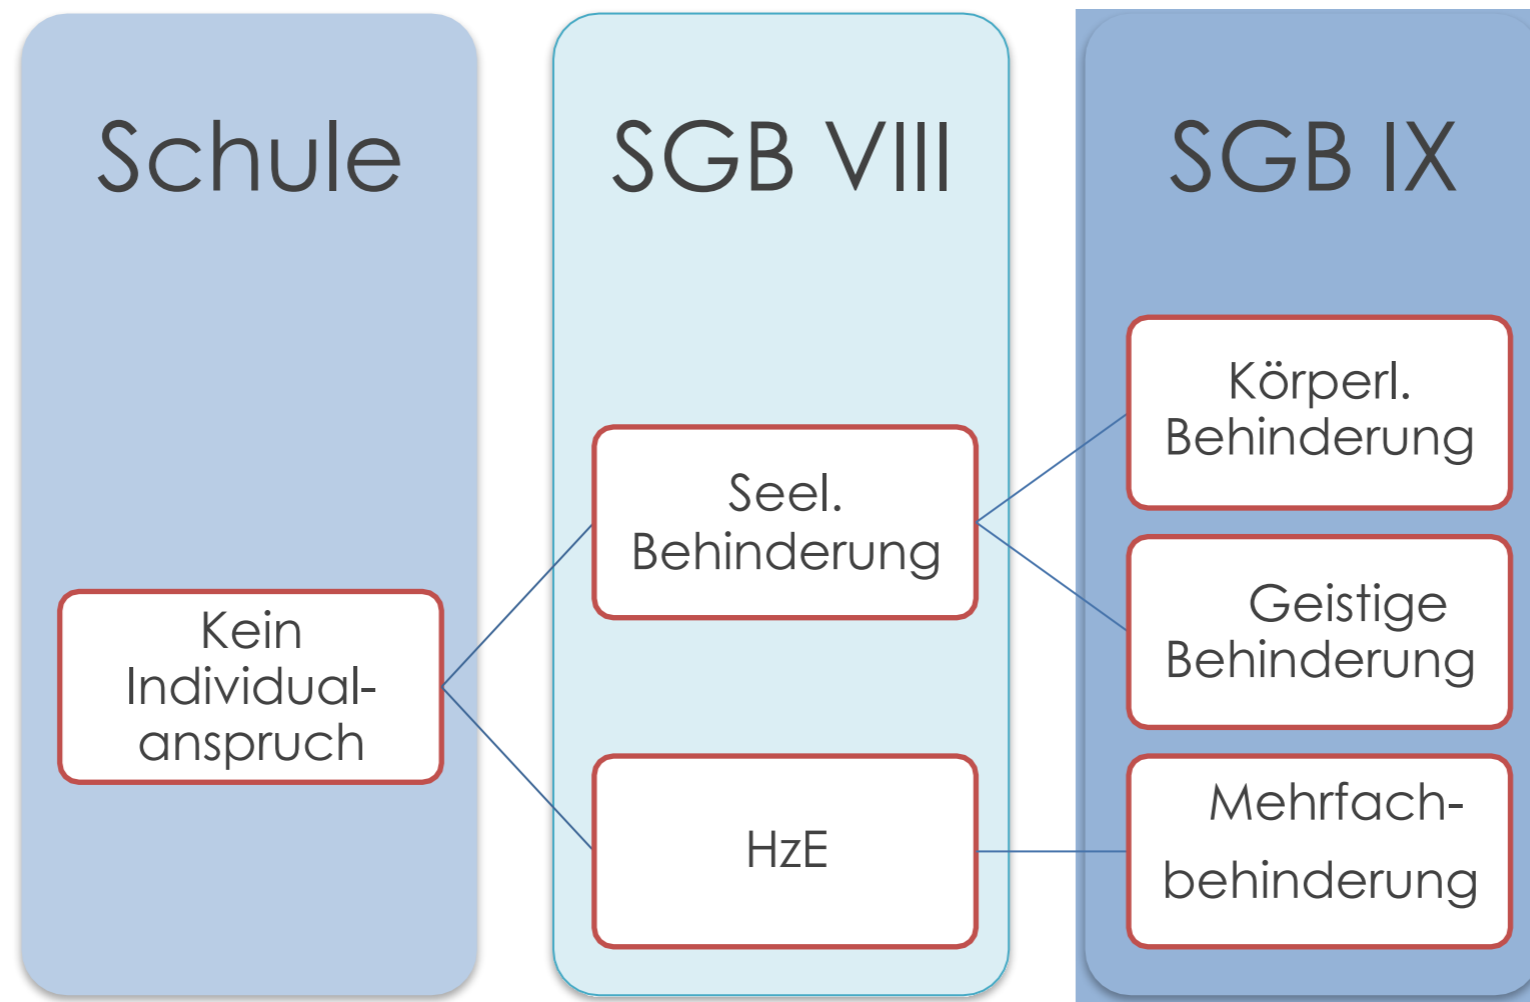 Schule
SGB VIII
SGB IX
Kein
Individual-
anspruch
Seel.
Behinderung
HzE
Körperl.
Behinderung
Geistige
Behinderung
Mehrfach-
behinderung